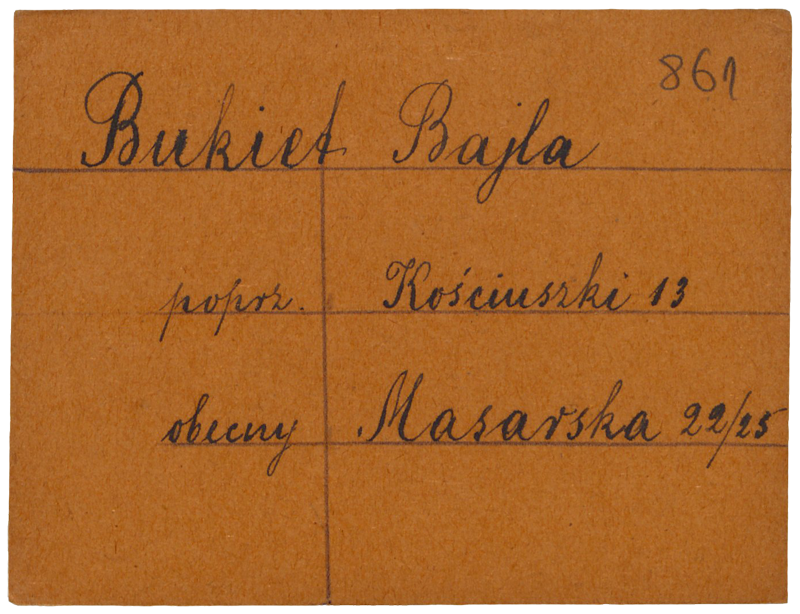 861
Bukiet Bajla
poprz. Kościuszki 13
obecny Masarska 22/25